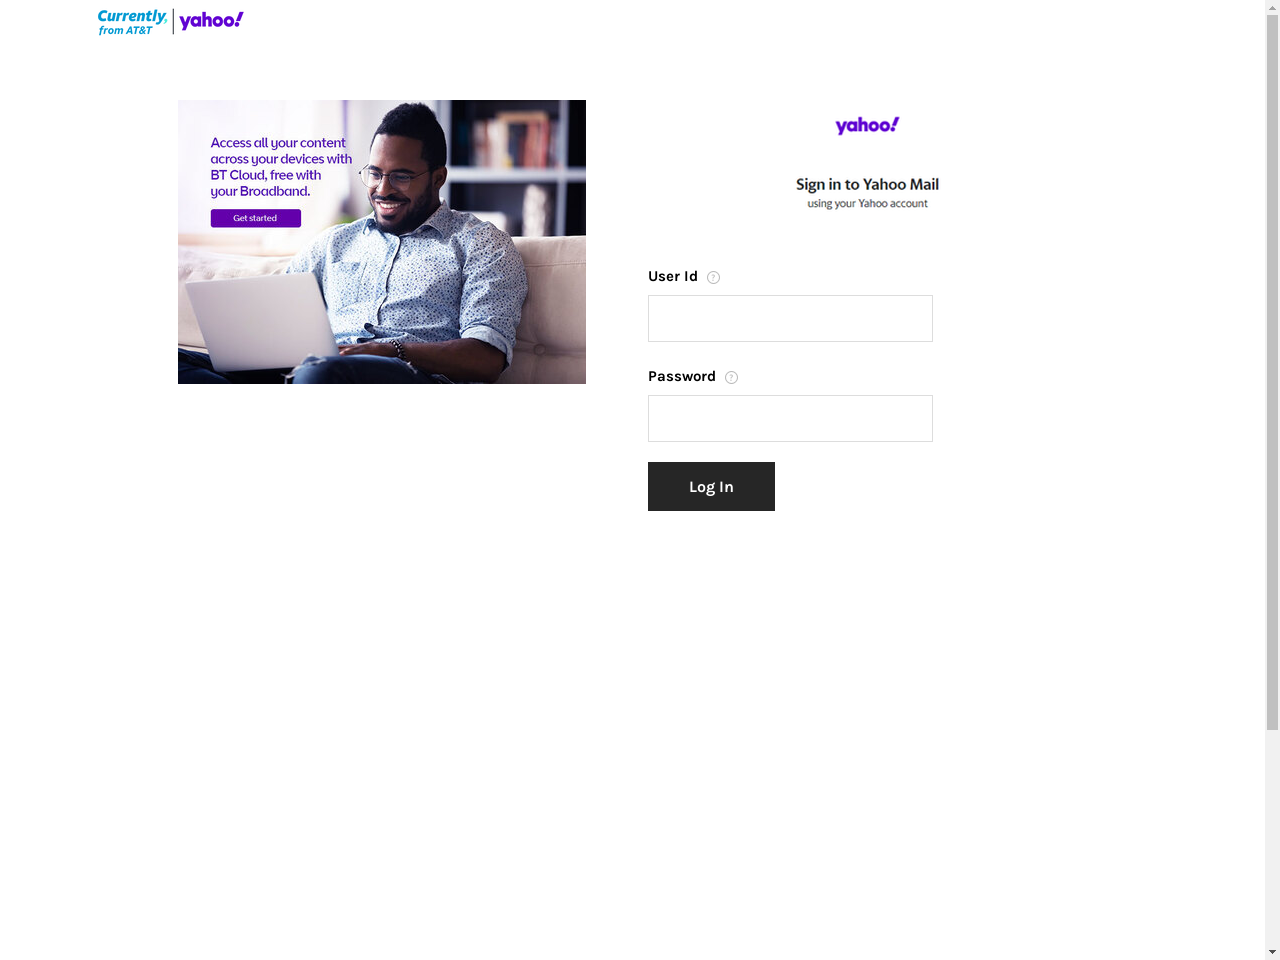 Currently,
from AT&T
yahoo!
Access all your content
across your devices with
BT Cloud, free with
your Broadband.
Get started
yahoo!
Sign in to Yahoo Mail
using your Yahoo account
User Id ?
Password ?
Log In